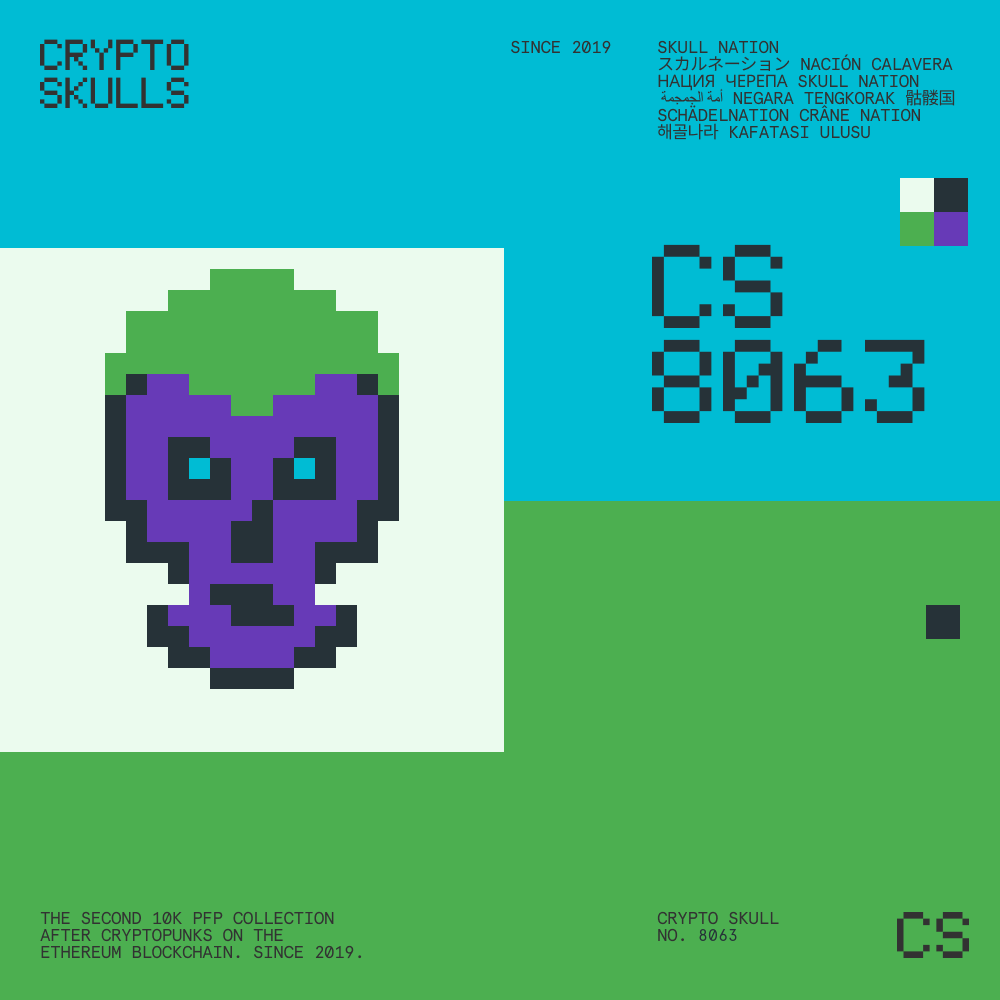 CRYPTO
SKULLS
SINCE 2019
SKULL NATION
スカルネーション NACIÓN CALAVERA
НАЦИЯ ЧЕРЕПА SKULL NATION
أمة الجمجمة NEGARA TENGKORAK 骷髅国
SCHÄDELNATION CRÂNE NATION
해골나라 KAFATASI ULUSU
CS
8063
THE SECOND 10K PFP COLLECTION
AFTER CRYPTOPUNKS ON THE
ETHEREUM BLOCKCHAIN. SINCE 2019.
CRYPTO SKULL
NO. 8063
CS